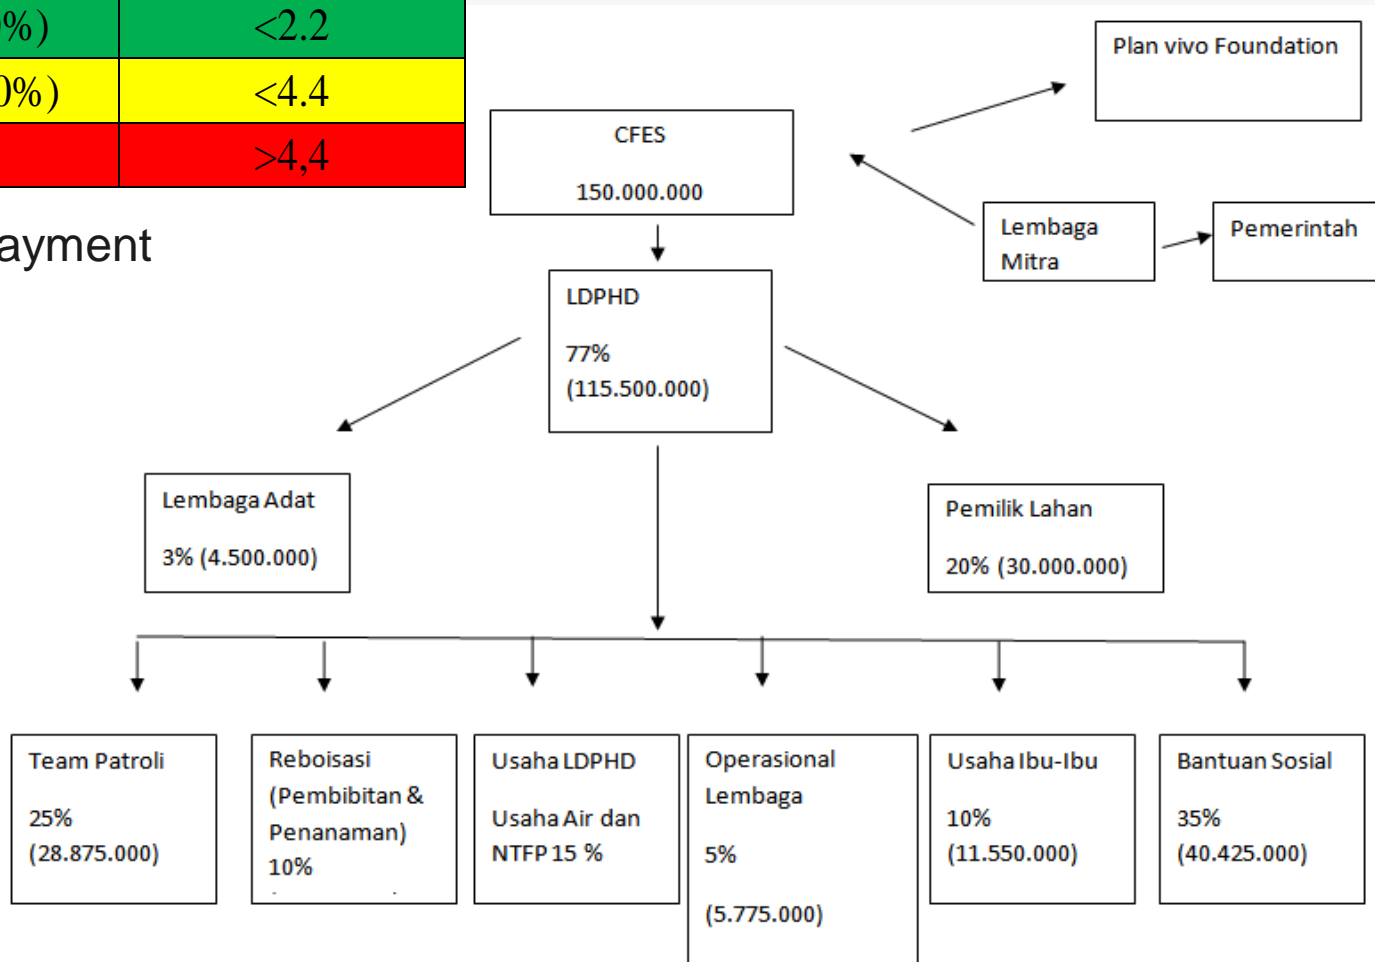 <2.2
<4.4
>4,4
Plan vivo Foundation
CFES
150.000.000
Lembaga
Mitra
Pemerintah
LDPHD
77%
(115.500.000)
Lembaga Adat
3% (4.500.000)
Pemilik Lahan
20% (30.000.000)
Team Patroli
25%
(28.875.000)
Reboisasi
(Pembibitan &
Penanaman)
10%
Usaha LDPHD
Usaha Air dan
NTFP 15 %
Operasional
Lembaga
5%
(5.775.000)
Usaha Ibu-Ibu
10%
(11.550.000)
Bantuan Sosial
35%
(40.425.000)